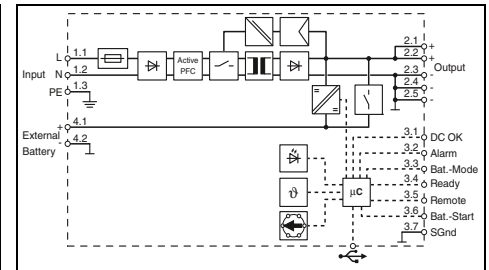 2.1 +
2.2 +
L 1.1
Active
PFC
Input N 1.2
2.3 -
Output
2.4 -
PE 1.3
2.5 -
+ 4.1
External
Battery
- 4.2
3.1 DC OK
3.2 Alarm
3.3 Bat.-Mode
3.4 Ready
ϑ
µC
3.5 Remote
3.6 Bat.-Start
3.7 SGnd